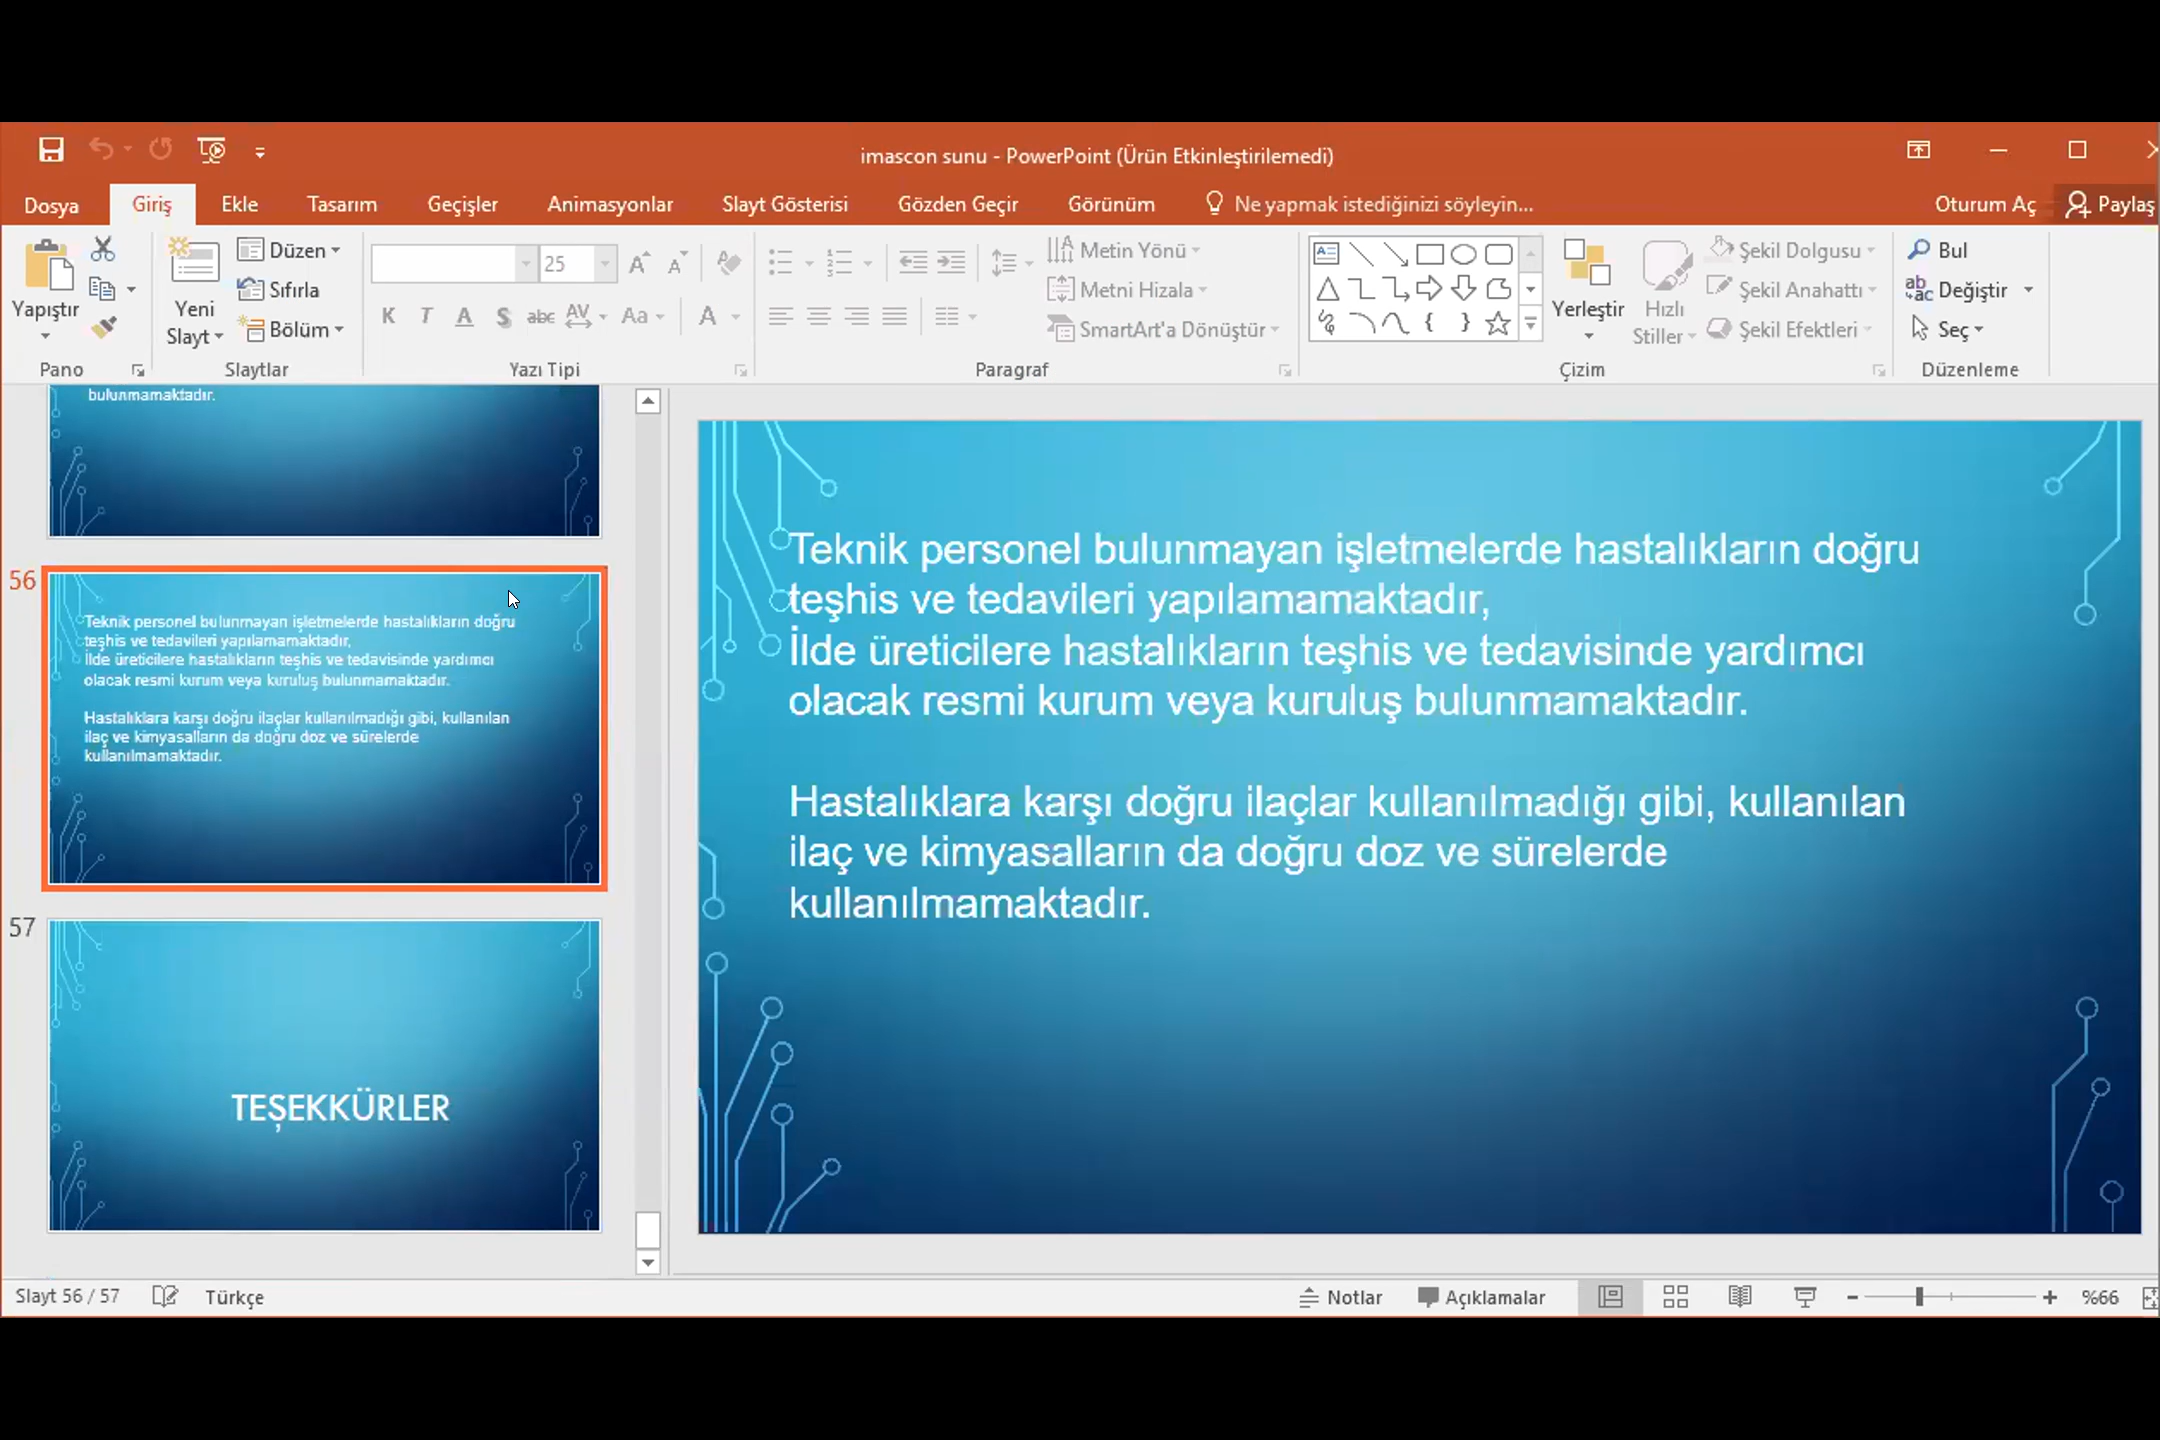 imascon sunu - PowerPoint (Ürün Etkinleştirilemedi)
Dosya
Giriş
Ekle
Tasarım
Geçişler
Animasyonlar
Slayt Gösterisi
Gözden Geçir
Görünüm
Ne yapmak istediğinizi söyleyin...
Oturum Aç
Paylaş
Yapıştır
Pano
Yeni
Slayt
Düzen
Sıfırla
Bölüm
Slaytlar
25
K T A S abc AV Aa A
Yazı Tipi
Metin Yönü
Metni Hizala
SmartArt'a Dönüştür
Paragraf
Yerleştir
Hızlı
Stiller
Şekil Dolgusu
Şekil Anahattı
Şekil Efektleri
Çizim
Bul
Değiştir
Seç
Düzenleme
bulunmamaktadır.
56
Teknik personel bulunmayan işletmelerde hastalıkların doğru
teşhis ve tedavileri yapılamamaktadır,
İlde üreticilere hastalıkların teşhis ve tedavisinde yardımcı
olacak resmi kurum veya kuruluş bulunmamaktadır.
Hastalıklara karşı doğru ilaçlar kullanılmadığı gibi, kullanılan
ilaç ve kimyasalların da doğru doz ve sürelerde
kullanılmamaktadır.
57
TEŞEKKÜRLER
Teknik personel bulunmayan işletmelerde hastalıkların doğru
teşhis ve tedavileri yapılamamaktadır,
İlde üreticilere hastalıkların teşhis ve tedavisinde yardımcı
olacak resmi kurum veya kuruluş bulunmamaktadır.
Hastalıklara karşı doğru ilaçlar kullanılmadığı gibi, kullanılan
ilaç ve kimyasalların da doğru doz ve sürelerde
kullanılmamaktadır.
Slayt 56 / 57
Türkçe
Notlar
Açıklamalar
%66